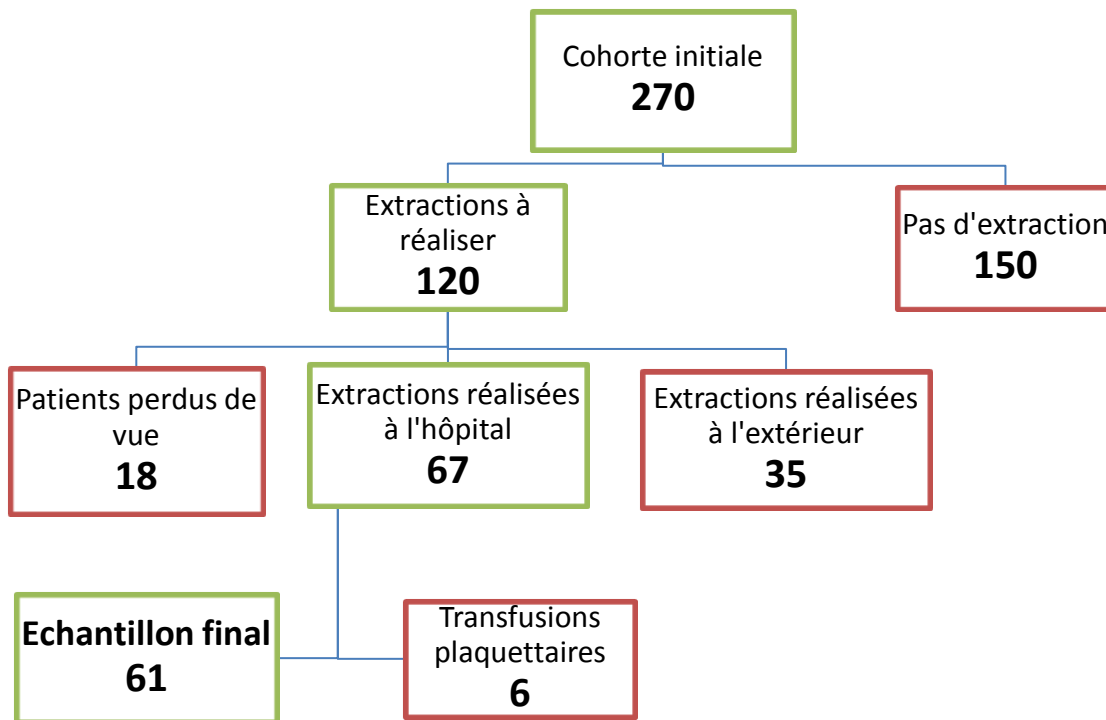 Cohorte initiale
270
Extractions à
réaliser
120
Pas d'extraction
150
Patients perdus de
vue
18
Extractions réalisées
à l'hôpital
67
Extractions réalisées
à l'extérieur
35
Echantillon final
61
Transfusions
plaquettaires
6